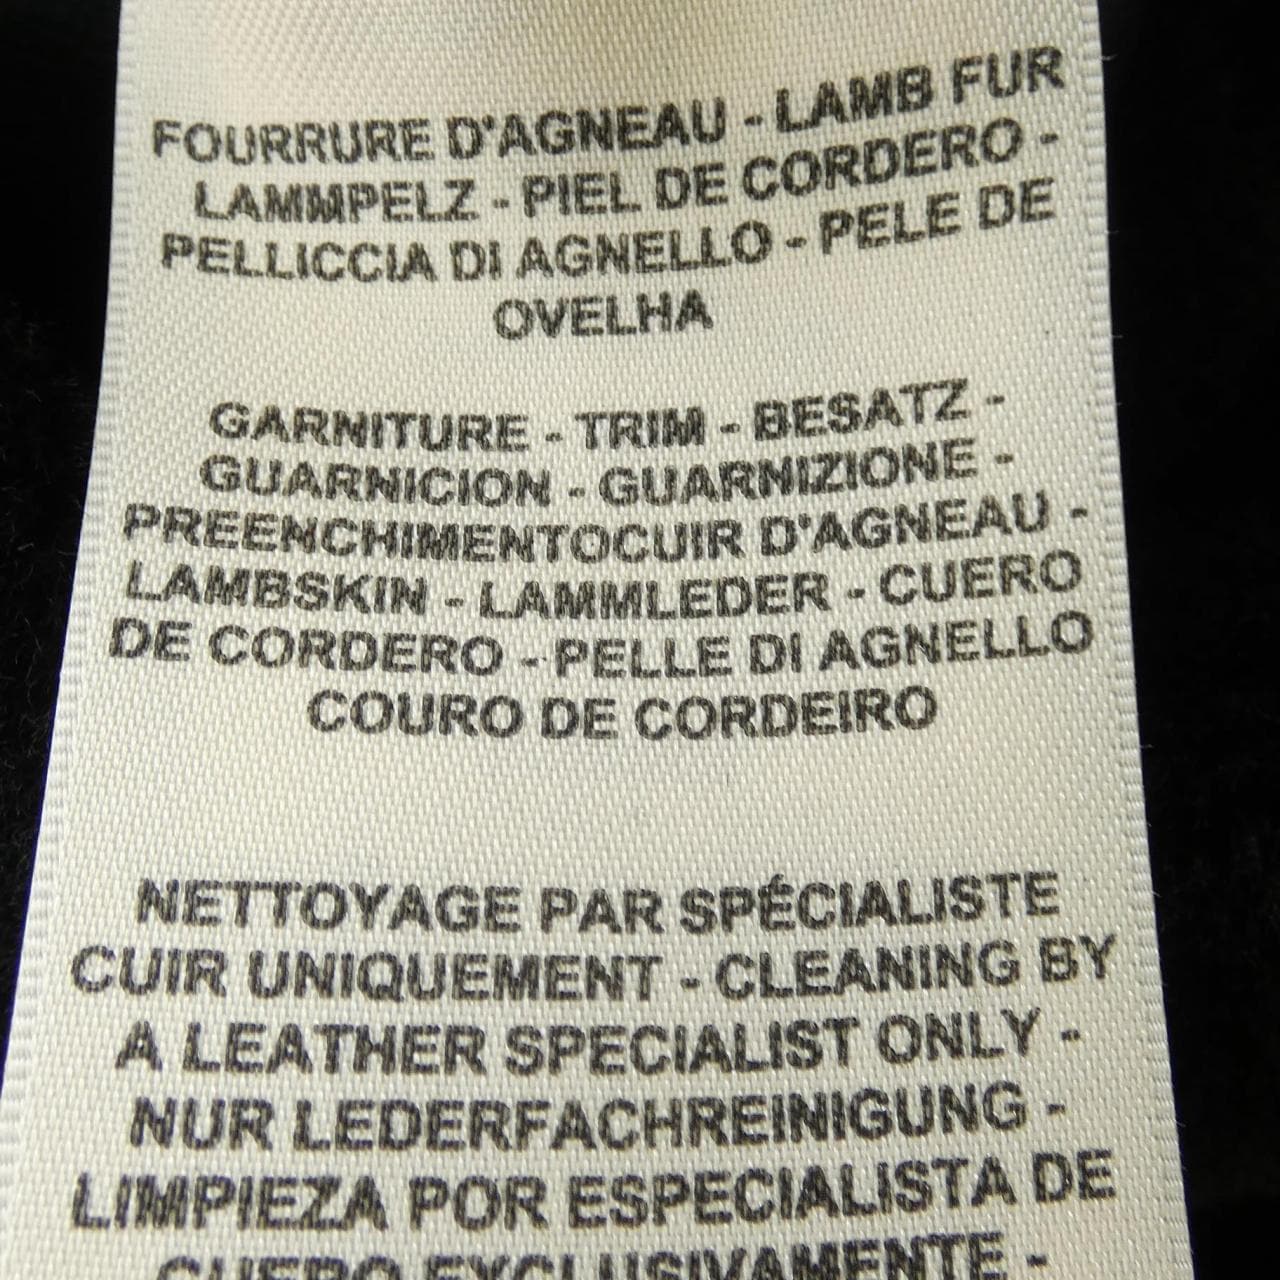 FOURRURE D'AGNEAU - LAMB FUR
LAMMPELZ - PIEL DE CORDERO -
PELLICCIA DI AGNELLO - PELE DE
OVELHA
GARNITURE - TRIM - BESATZ -
GUARNICION - GUARNIZIONE -
PREENCHIMENTOCUIR D'AGNEAU -
LAMBSKIN - LAMMLEDER - CUERO
DE CORDERO - PELLE DI AGNELLO
COURO DE CORDEIRO
NETTOYAGE PAR SPÉCIALISTE
CUIR UNIQUEMENT - CLEANING BY
A LEATHER SPECIALIST ONLY -
NUR LEDERFACHREINIGUNG -
LIMPIEZA POR ESPECIALISTA DE
CUERO EXCLUSIVAMENTE -